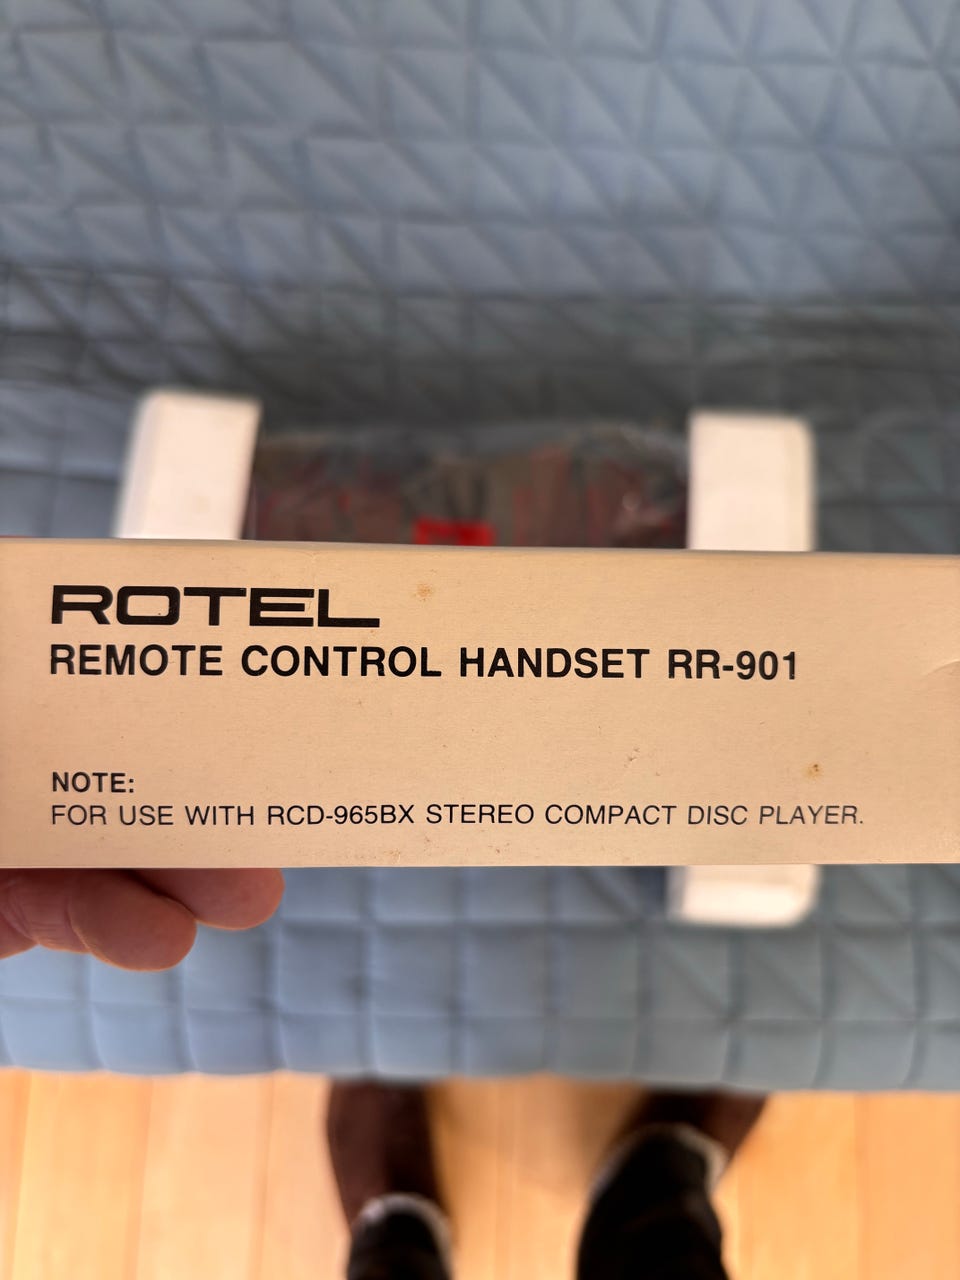 ROTEL
REMOTE CONTROL HANDSET RR-901
NOTE:
FOR USE WITH RCD-965BX STEREO COMPACT DISC PLAYER.